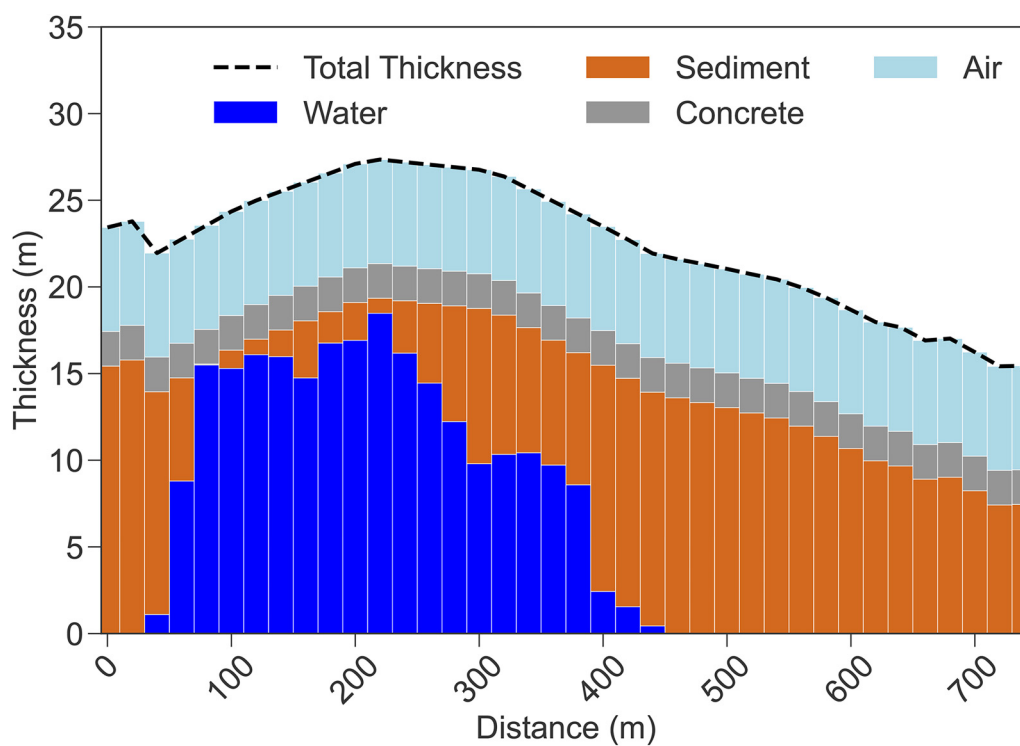 35
30
25
20
15
10
5
0
Thickness (m)
Total Thickness
Sediment
Air
Water
Concrete
0
100
200
300
400
500
600
700
Distance (m)